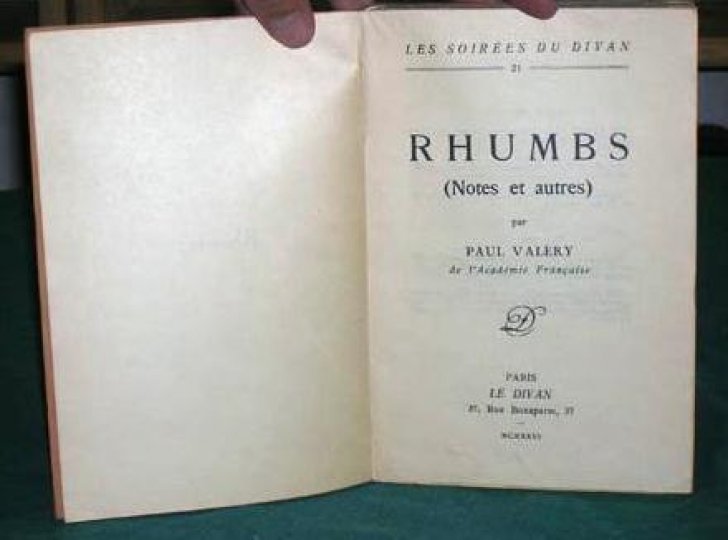 LES SOIRÉES DU DIVAN
21
RHUMBS
(Notes et autres)
par
PAUL VALERY
de l'Académie Française
D
PARIS
LE DIVAN
37, Rue Bonaparte, 37